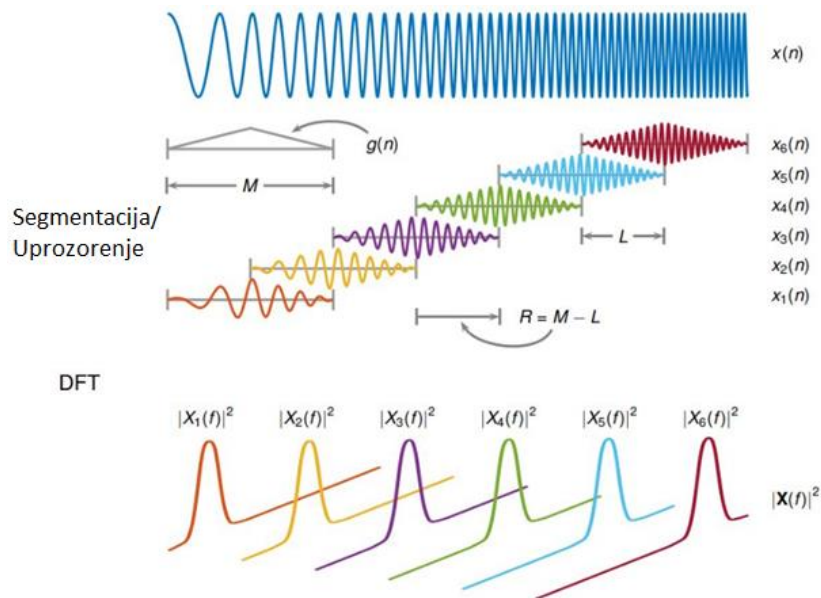 x(n)
g(n)
M
x₆(n)
x₅(n)
x₄(n)
L
x₃(n)
x₂(n)
x₁(n)
Segmentacija/
Uprozorenje
R = M − L
DFT
|X₁(f)|² |X₂(f)|² |X₃(f)|² |X₄(f)|² |X₅(f)|² |X₆(f)|²
|X(f)|²